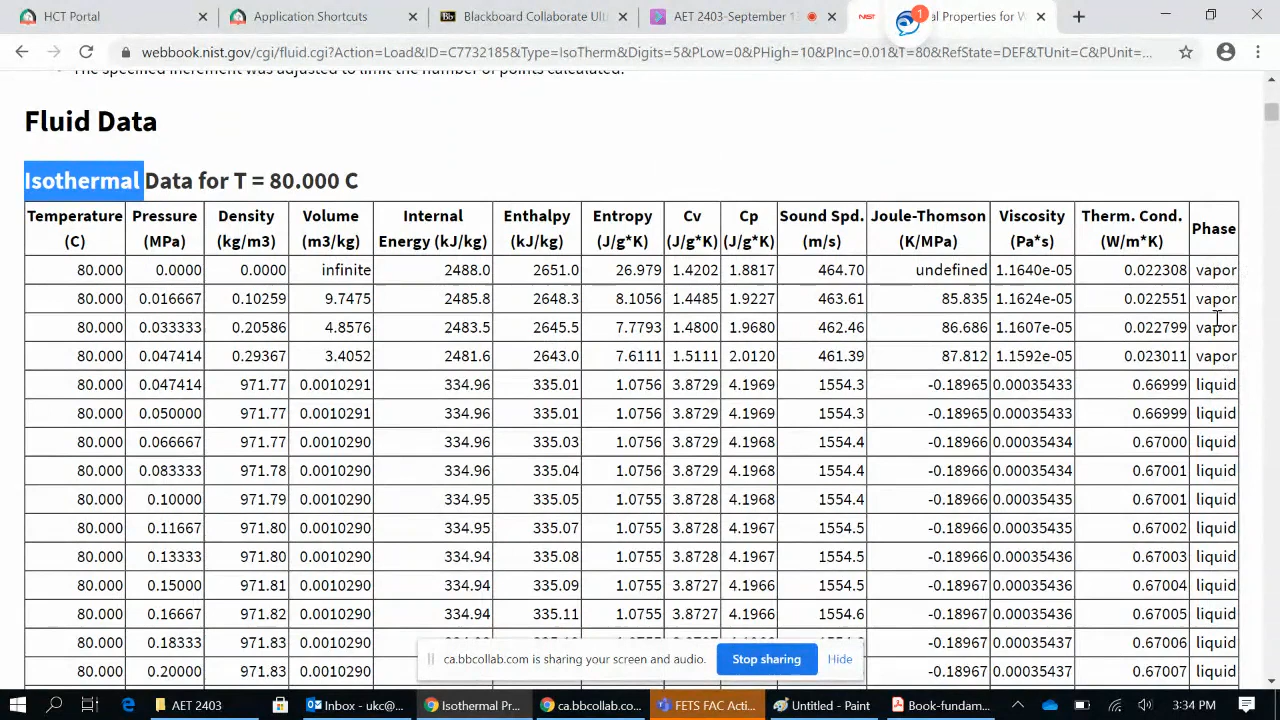 HCT Portal
Application Shortcuts
Blackboard Collaborate Ult
AET 2403 - September 1
NIST
1
al Properties for W
webbook.nist.gov/cgi/fluid.cgi?Action=Load&ID=C7732185&Type=IsoTherm&Digits=5&PLow=0&PHigh=10&PInc=0.01&T=80&RefState=DEF&TUnit=C&PUnit=...
The specified increment was adjusted to limit the number of points calculated.
Fluid Data
Isothermal Data for T = 80.000 C
Temperature (C) Pressure (MPa) Density (kg/m3) Volume (m3/kg) Internal Energy (kJ/kg) Enthalpy (kJ/kg) Entropy (J/g*K) Cv (J/g*K) Cp (J/g*K) Sound Spd. (m/s) Joule-Thomson (K/MPa) Viscosity (Pa*s) Therm. Cond. (W/m*K) Phase
80.000 0.0000 0.0000 infinite 2488.0 2651.0 26.979 1.4202 1.8817 464.70 undefined 1.1640e-05 0.022308 vapor
80.000 0.016667 0.10259 9.7475 2485.8 2648.3 8.1056 1.4485 1.9227 463.61 85.835 1.1624e-05 0.022551 vapor
80.000 0.033333 0.20586 4.8576 2483.5 2645.5 7.7793 1.4800 1.9680 462.46 86.686 1.1607e-05 0.022799 vapor
80.000 0.047414 0.29367 3.4052 2481.6 2643.0 7.6111 1.5111 2.0120 461.39 87.812 1.1592e-05 0.023011 vapor
80.000 0.047414 971.77 0.0010291 334.96 335.01 1.0756 3.8729 4.1969 1554.3 -0.18965 0.00035433 0.66999 liquid
80.000 0.050000 971.77 0.0010291 334.96 335.01 1.0756 3.8729 4.1969 1554.3 -0.18965 0.00035433 0.66999 liquid
80.000 0.066667 971.77 0.0010290 334.96 335.03 1.0756 3.8729 4.1968 1554.4 -0.18966 0.00035434 0.67000 liquid
80.000 0.083333 971.78 0.0010290 334.96 335.04 1.0756 3.8729 4.1968 1554.4 -0.18966 0.00035434 0.67001 liquid
80.000 0.10000 971.79 0.0010290 334.95 335.05 1.0755 3.8728 4.1968 1554.4 -0.18966 0.00035435 0.67001 liquid
80.000 0.11667 971.80 0.0010290 334.95 335.07 1.0755 3.8728 4.1967 1554.5 -0.18966 0.00035435 0.67002 liquid
80.000 0.13333 971.80 0.0010290 334.94 335.08 1.0755 3.8728 4.1967 1554.5 -0.18966 0.00035436 0.67003 liquid
80.000 0.15000 971.81 0.0010290 334.94 335.09 1.0755 3.8727 4.1966 1554.5 -0.18967 0.00035436 0.67004 liquid
80.000 0.16667 971.82 0.0010290 334.94 335.11 1.0755 3.8727 4.1966 1554.6 -0.18967 0.00035436 0.67005 liquid
80.000 0.18333 971.83 0.0010290 -0.18967 0.00035437 0.67006 liquid
80.000 0.20000 971.83 0.0010290 -0.18967 0.00035437 0.67007 liquid
ca.bbcollab.com is sharing your screen and audio. Stop sharing Hide
AET 2403
Inbox - ukc@...
Isothermal Pr...
ca.bbcollab.com...
FETS FAC Acti...
Untitled - Paint
Book-fundam...
3:34 PM